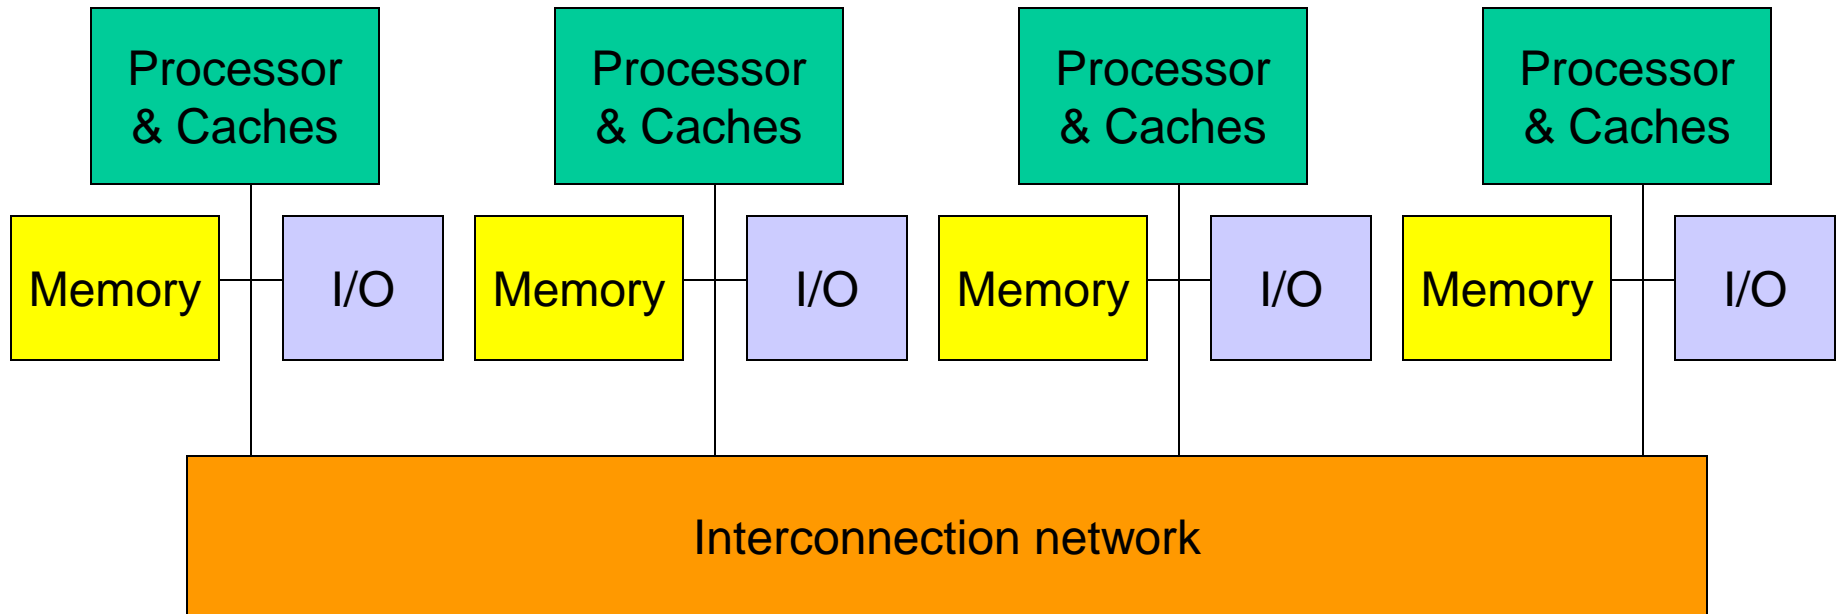 Processor
& Caches
Processor
& Caches
Processor
& Caches
Processor
& Caches
Memory
I/O
Memory
I/O
Memory
I/O
Memory
I/O
Interconnection network